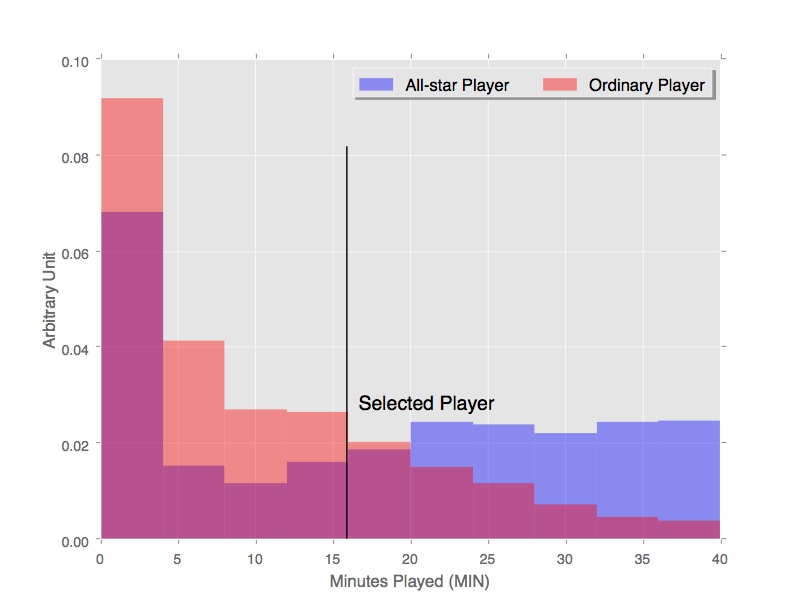 0.10
All-star Player Ordinary Player
0.08
0.06
0.04
0.02
0.00
Arbitrary Unit
Selected Player
0 5 10 15 20 25 30 35 40
Minutes Played (MIN)